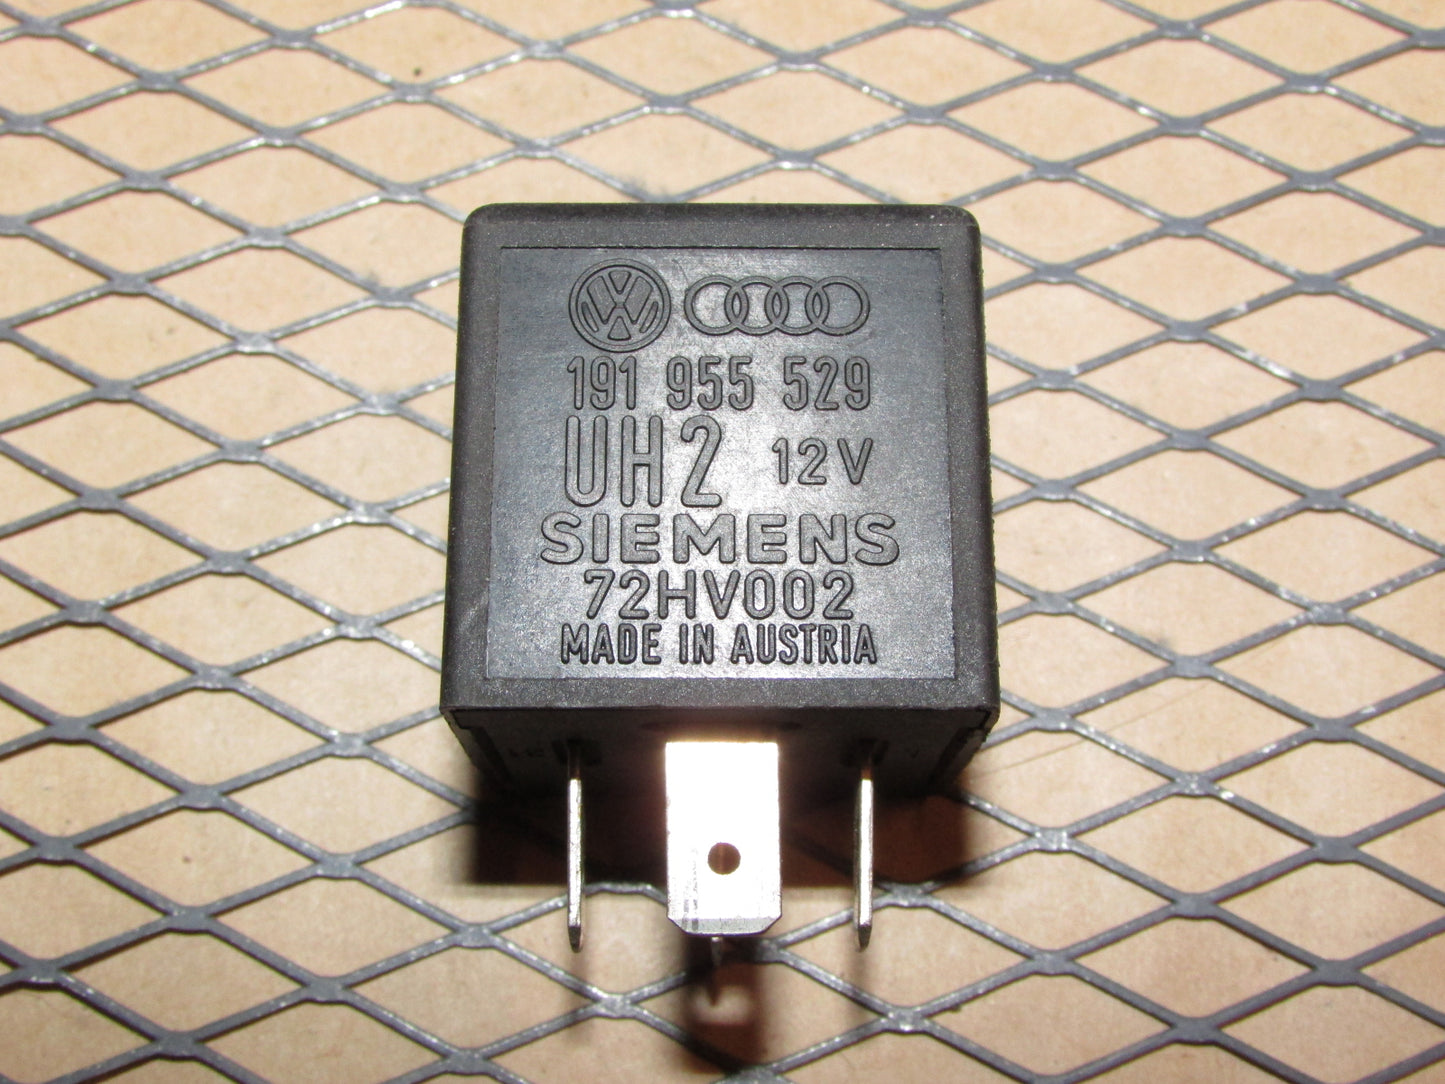 191 955 529
UH2 12V
SIEMENS
72HV002
MADE IN AUSTRIA